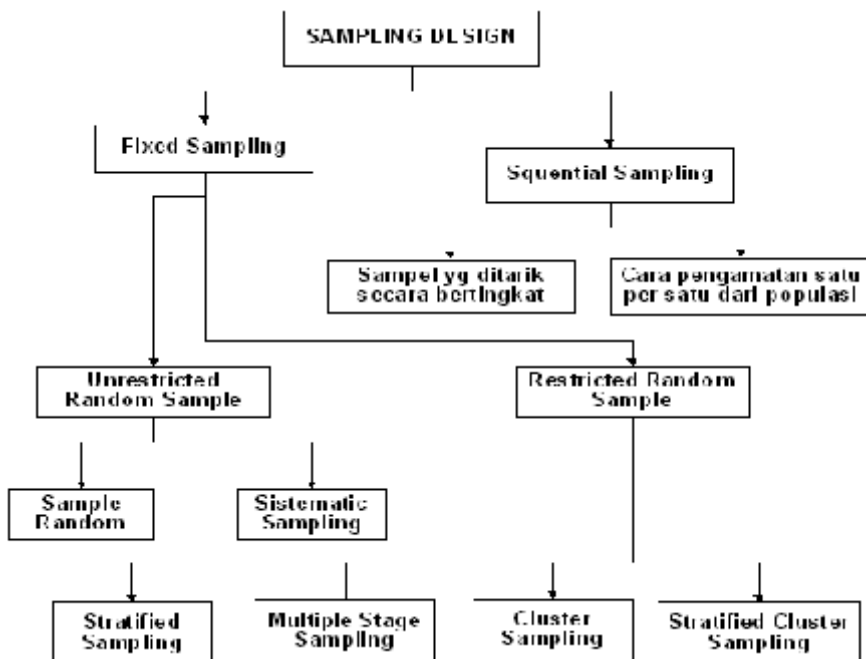 SAMPLING DESIGN
Fixed Sampling
Squential Sampling
Sampel yg ditarik
secara bertingkat
Cara pengamatan satu
per satu dari populasi
Unrestricted
Random Sample
Restricted Random
Sample
Sample
Random
Sistematic
Sampling
Stratified
Sampling
Multiple Stage
Sampling
Cluster
Sampling
Stratified Cluster
Sampling